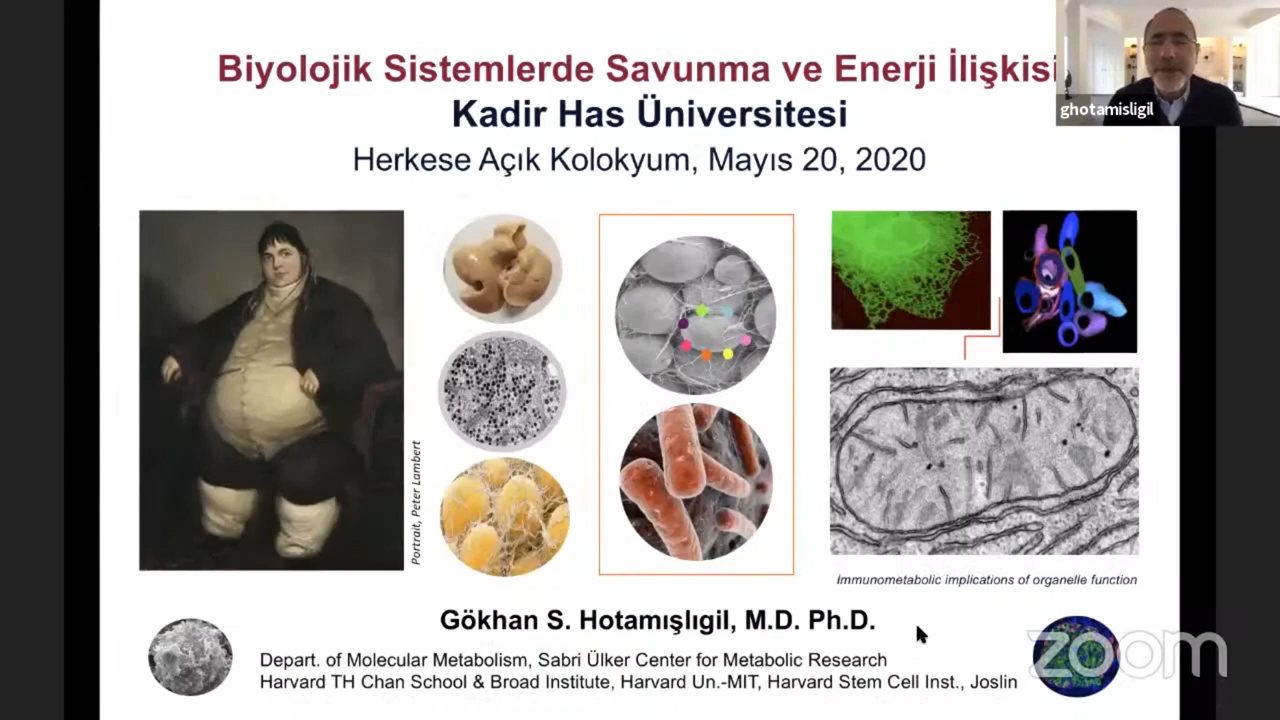 Biyolojik Sistemlerde Savunma ve Enerji İlişkisi
Kadir Has Üniversitesi
Herkese Açık Kolokyum, Mayıs 20, 2020
ghotamisligil
Portrait, Peter Lambert
Immunometabolic implications of organelle function
Gökhan S. Hotamışlıgil, M.D. Ph.D.
Depart. of Molecular Metabolism, Sabri Ülker Center for Metabolic Research
Harvard TH Chan School & Broad Institute, Harvard Un.-MIT, Harvard Stem Cell Inst., Joslin
zoom